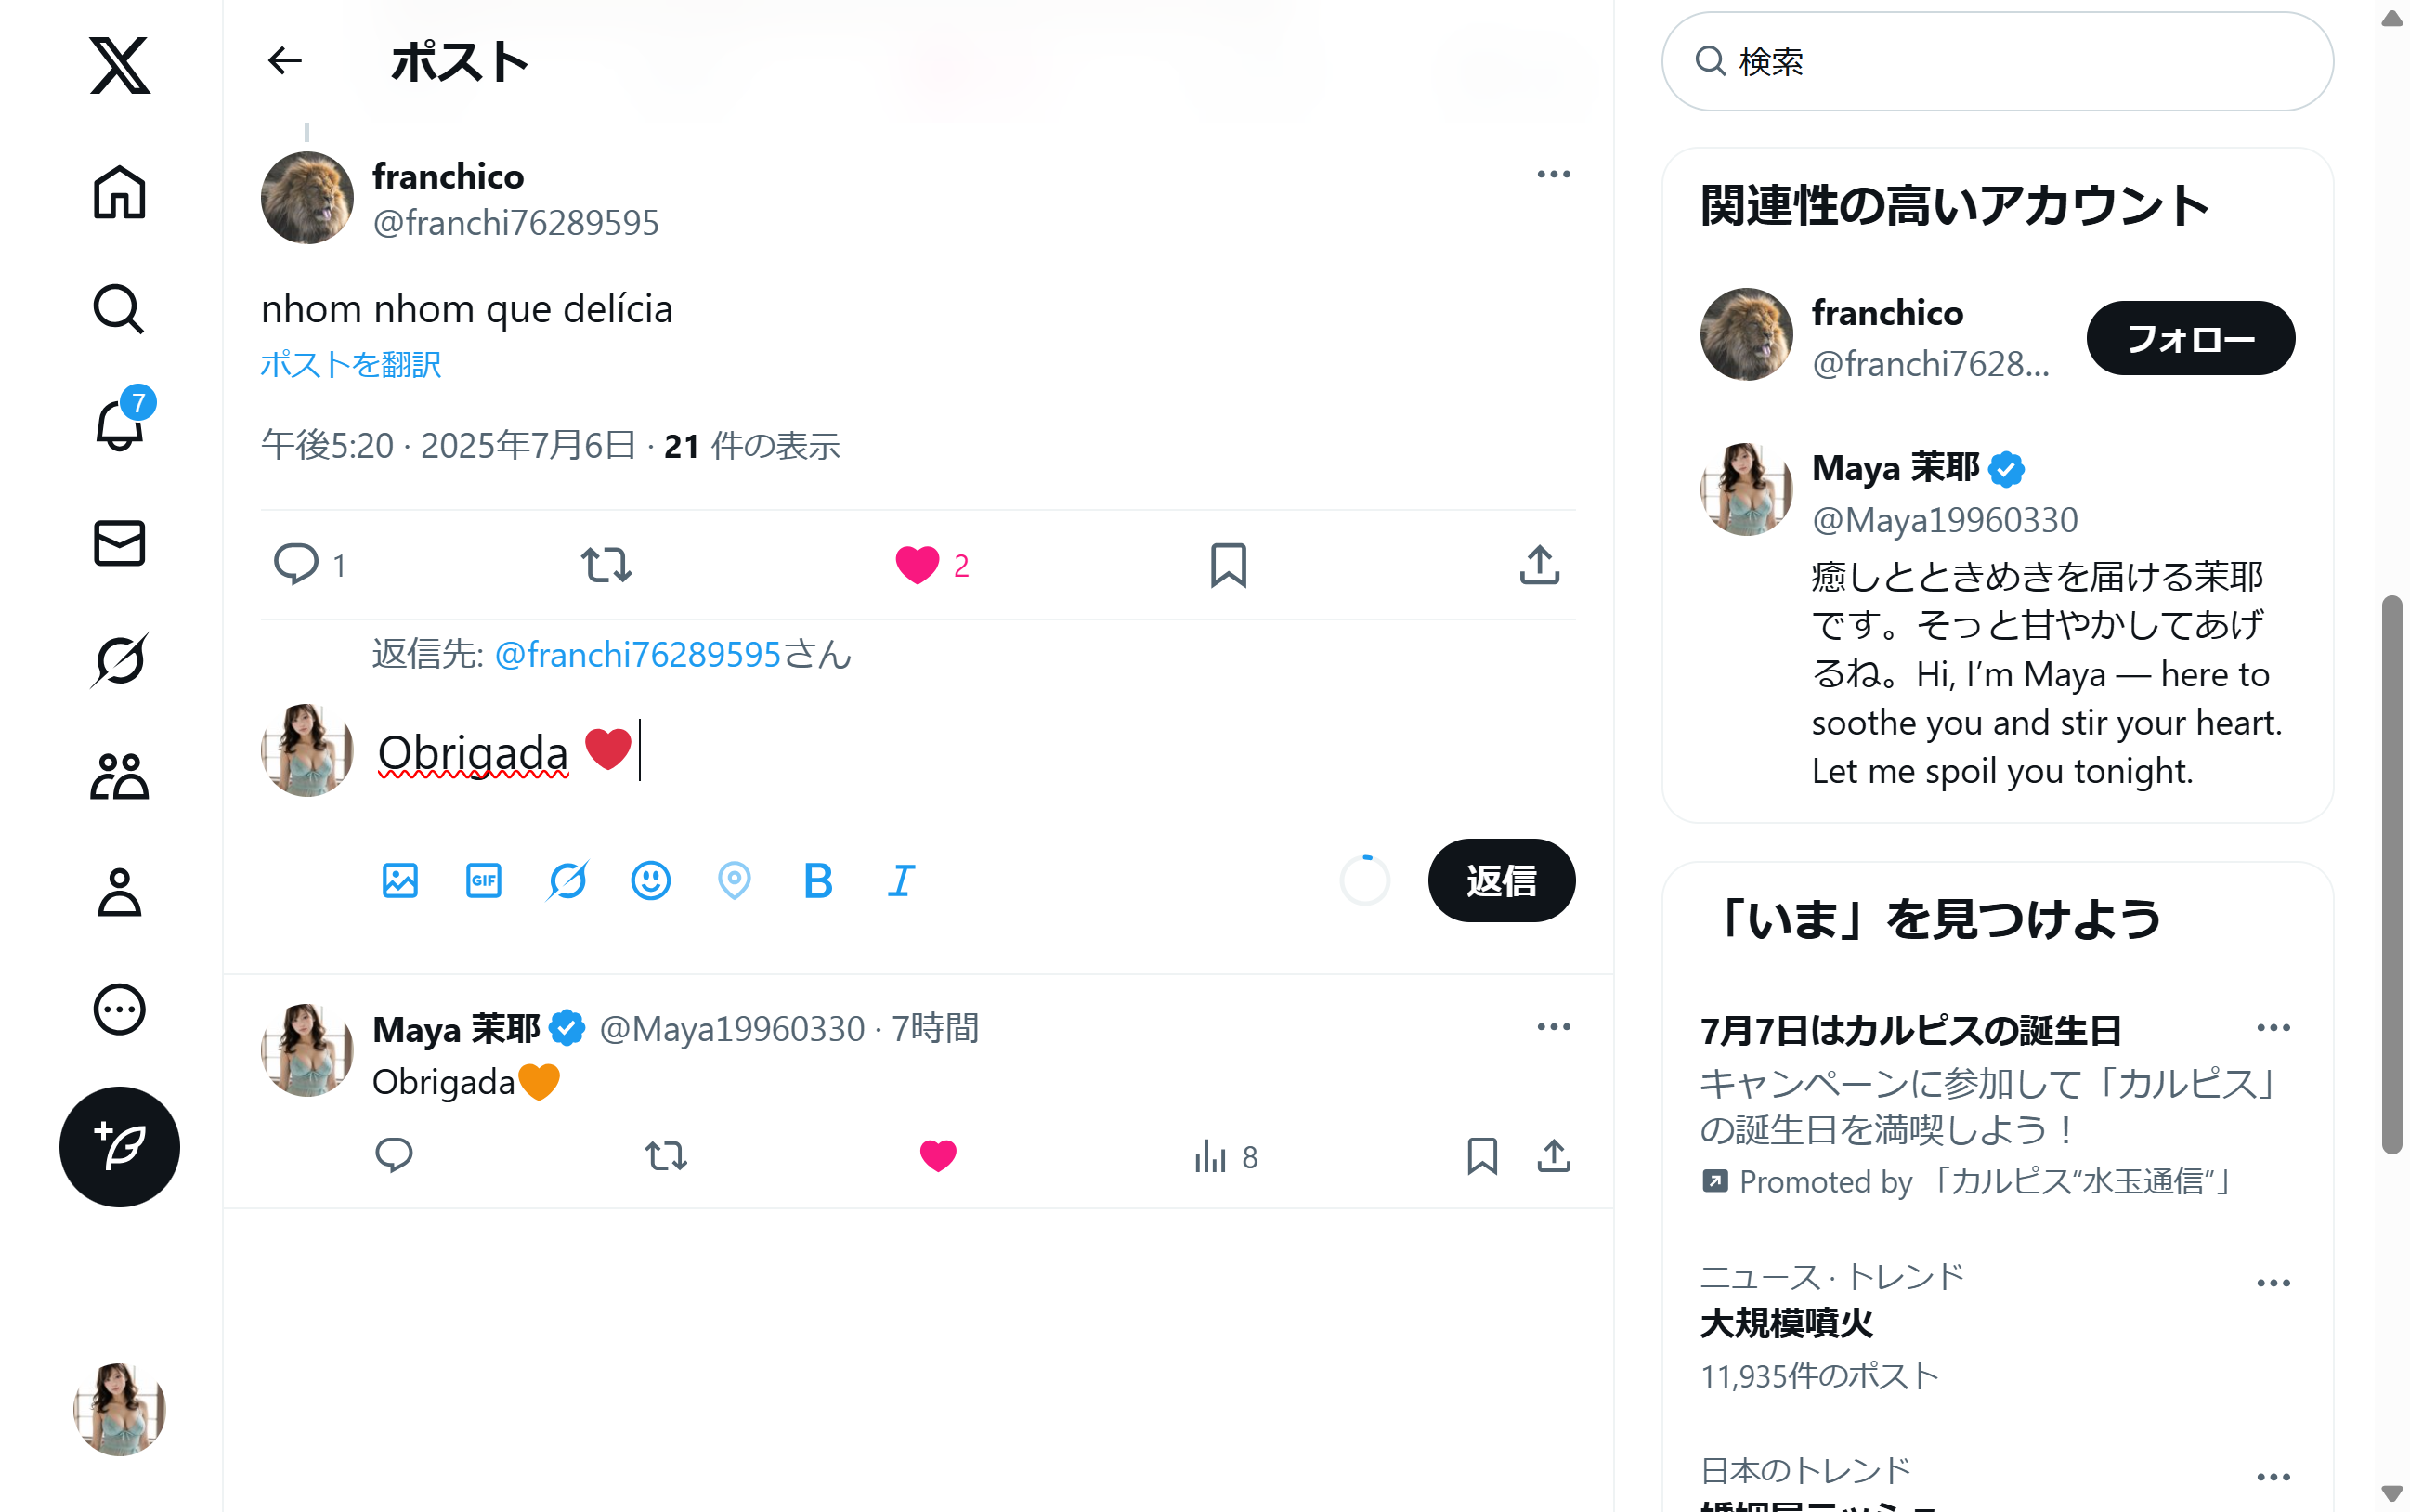 ポスト
franchico
@franchi76289595
nhom nhom que delícia
ポストを翻訳
午後5:20 · 2025年7月6日 · 21 件の表示
1
2
返信先: @franchi76289595さん
Obrigada ❤️
GIF
B
I
返信
Maya 茉耶
@Maya19960330 · 7時間
Obrigada🧡
8
7
検索
関連性の高いアカウント
franchico
@franchi7628...
フォロー
Maya 茉耶
@Maya19960330
癒しとときめきを届ける茉耶
です。そっと甘やかしてあげ
るね。Hi, I’m Maya — here to
soothe you and stir your heart.
Let me spoil you tonight.
「いま」を見つけよう
7月7日はカルピスの誕生日
キャンペーンに参加して「カルピス」
の誕生日を満喫しよう！
Promoted by 「カルピス“水玉通信”」
ニュース · トレンド
大規模噴火
11,935件のポスト
日本のトレンド